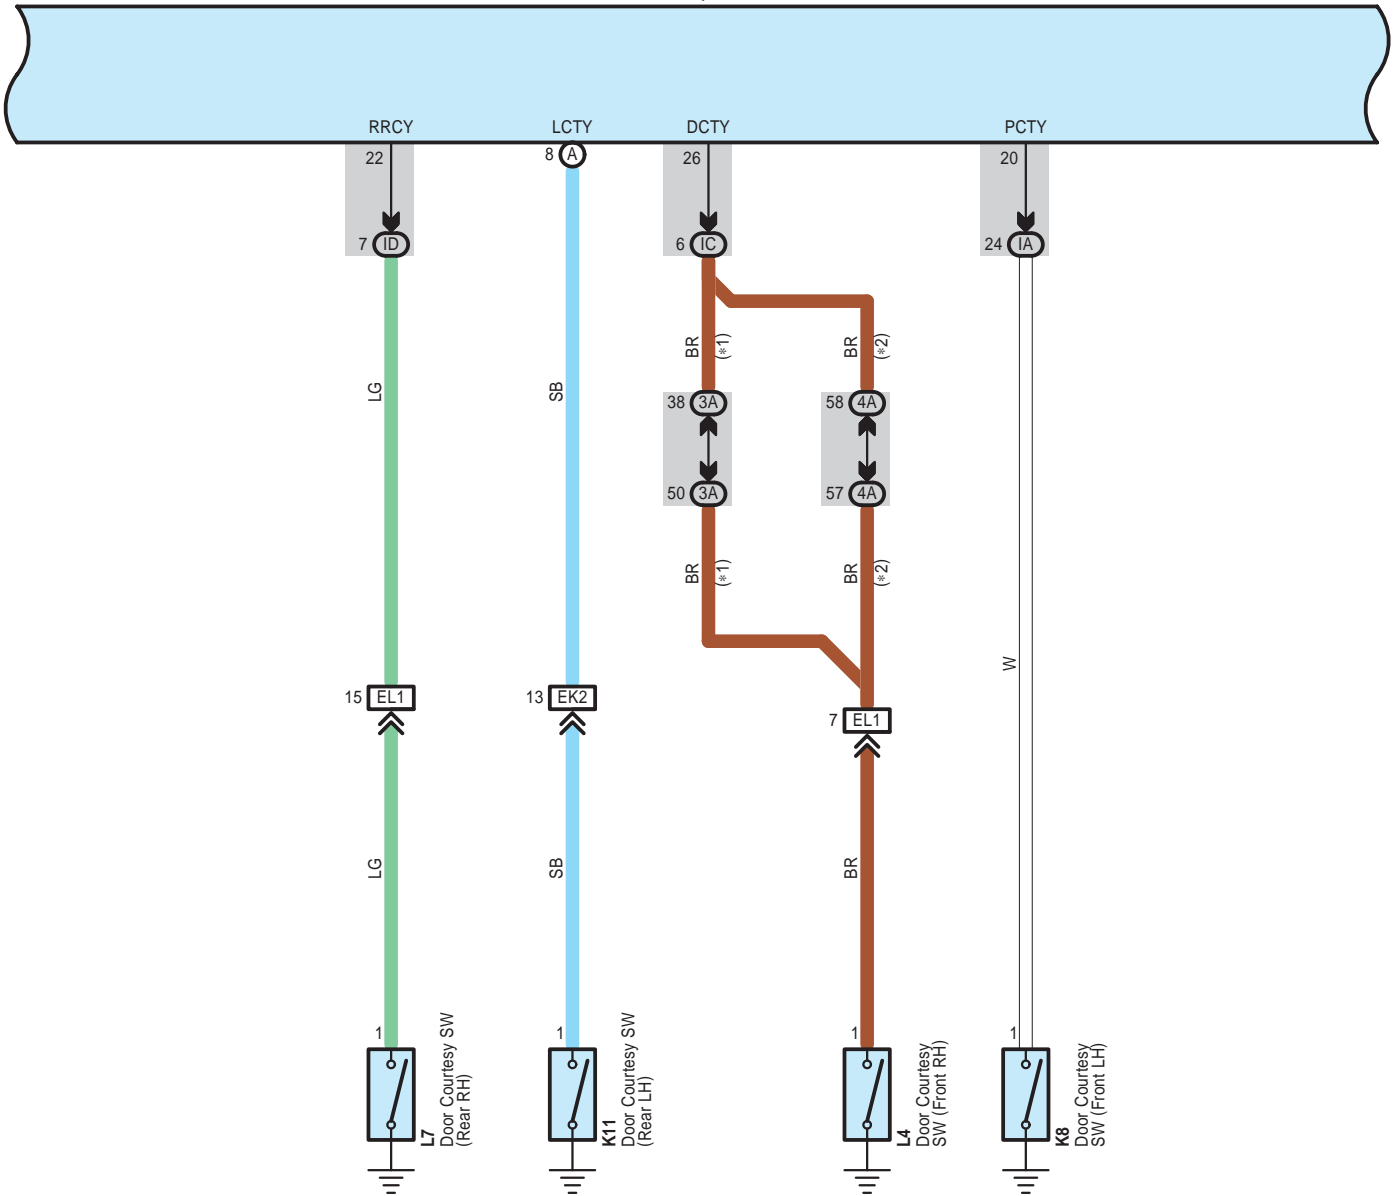 RRCY LCTY DCTY PCTY
22 8 A 26 20
7 ID 6 IC 24 IA
BR (*1) BR (*2)
LG SB
38 3A 58 4A
50 3A 57 4A
BR (*1) BR (*2)
W
15 EL1 13 EK2
7 EL1
LG SB BR
1 1 1 1
L7
Door Courtesy SW
(Rear RH)
K11
Door Courtesy SW
(Rear LH)
L4
Door Courtesy
SW (Front RH)
K8
Door Courtesy
SW (Front LH)